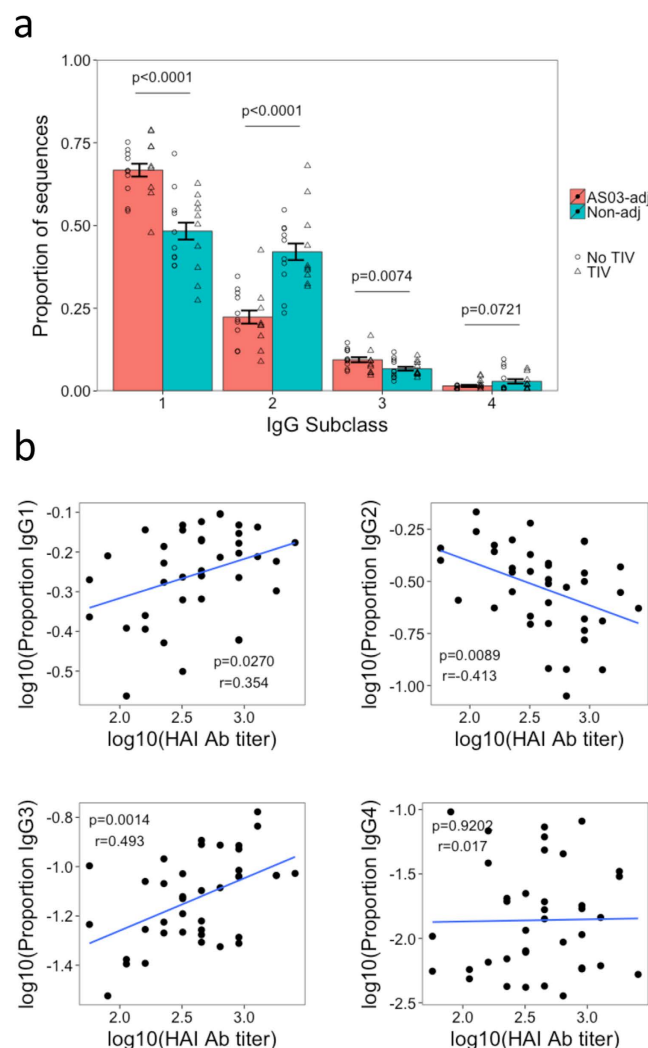 a
1.00
0.75
0.50
0.25
0.00
Proportion of sequences
p<0.0001
p<0.0001
p=0.0074
p=0.0721
1
2
3
4
IgG Subclass
AS03-adj
Non-adj
No TIV
TIV
b
-0.1
-0.2
-0.3
-0.4
-0.5
log10(Proportion IgG1)
p=0.0270
r=0.354
2.0
2.5
3.0
log10(HAI Ab titer)
-0.25
-0.50
-0.75
-1.00
log10(Proportion IgG2)
p=0.0089
r=-0.413
2.0
2.5
3.0
log10(HAI Ab titer)
-0.8
-1.0
-1.2
-1.4
log10(Proportion IgG3)
p=0.0014
r=0.493
2.0
2.5
3.0
log10(HAI Ab titer)
-1.0
-1.5
-2.0
-2.5
log10(Proportion IgG4)
p=0.9202
r=0.017
2.0
2.5
3.0
log10(HAI Ab titer)